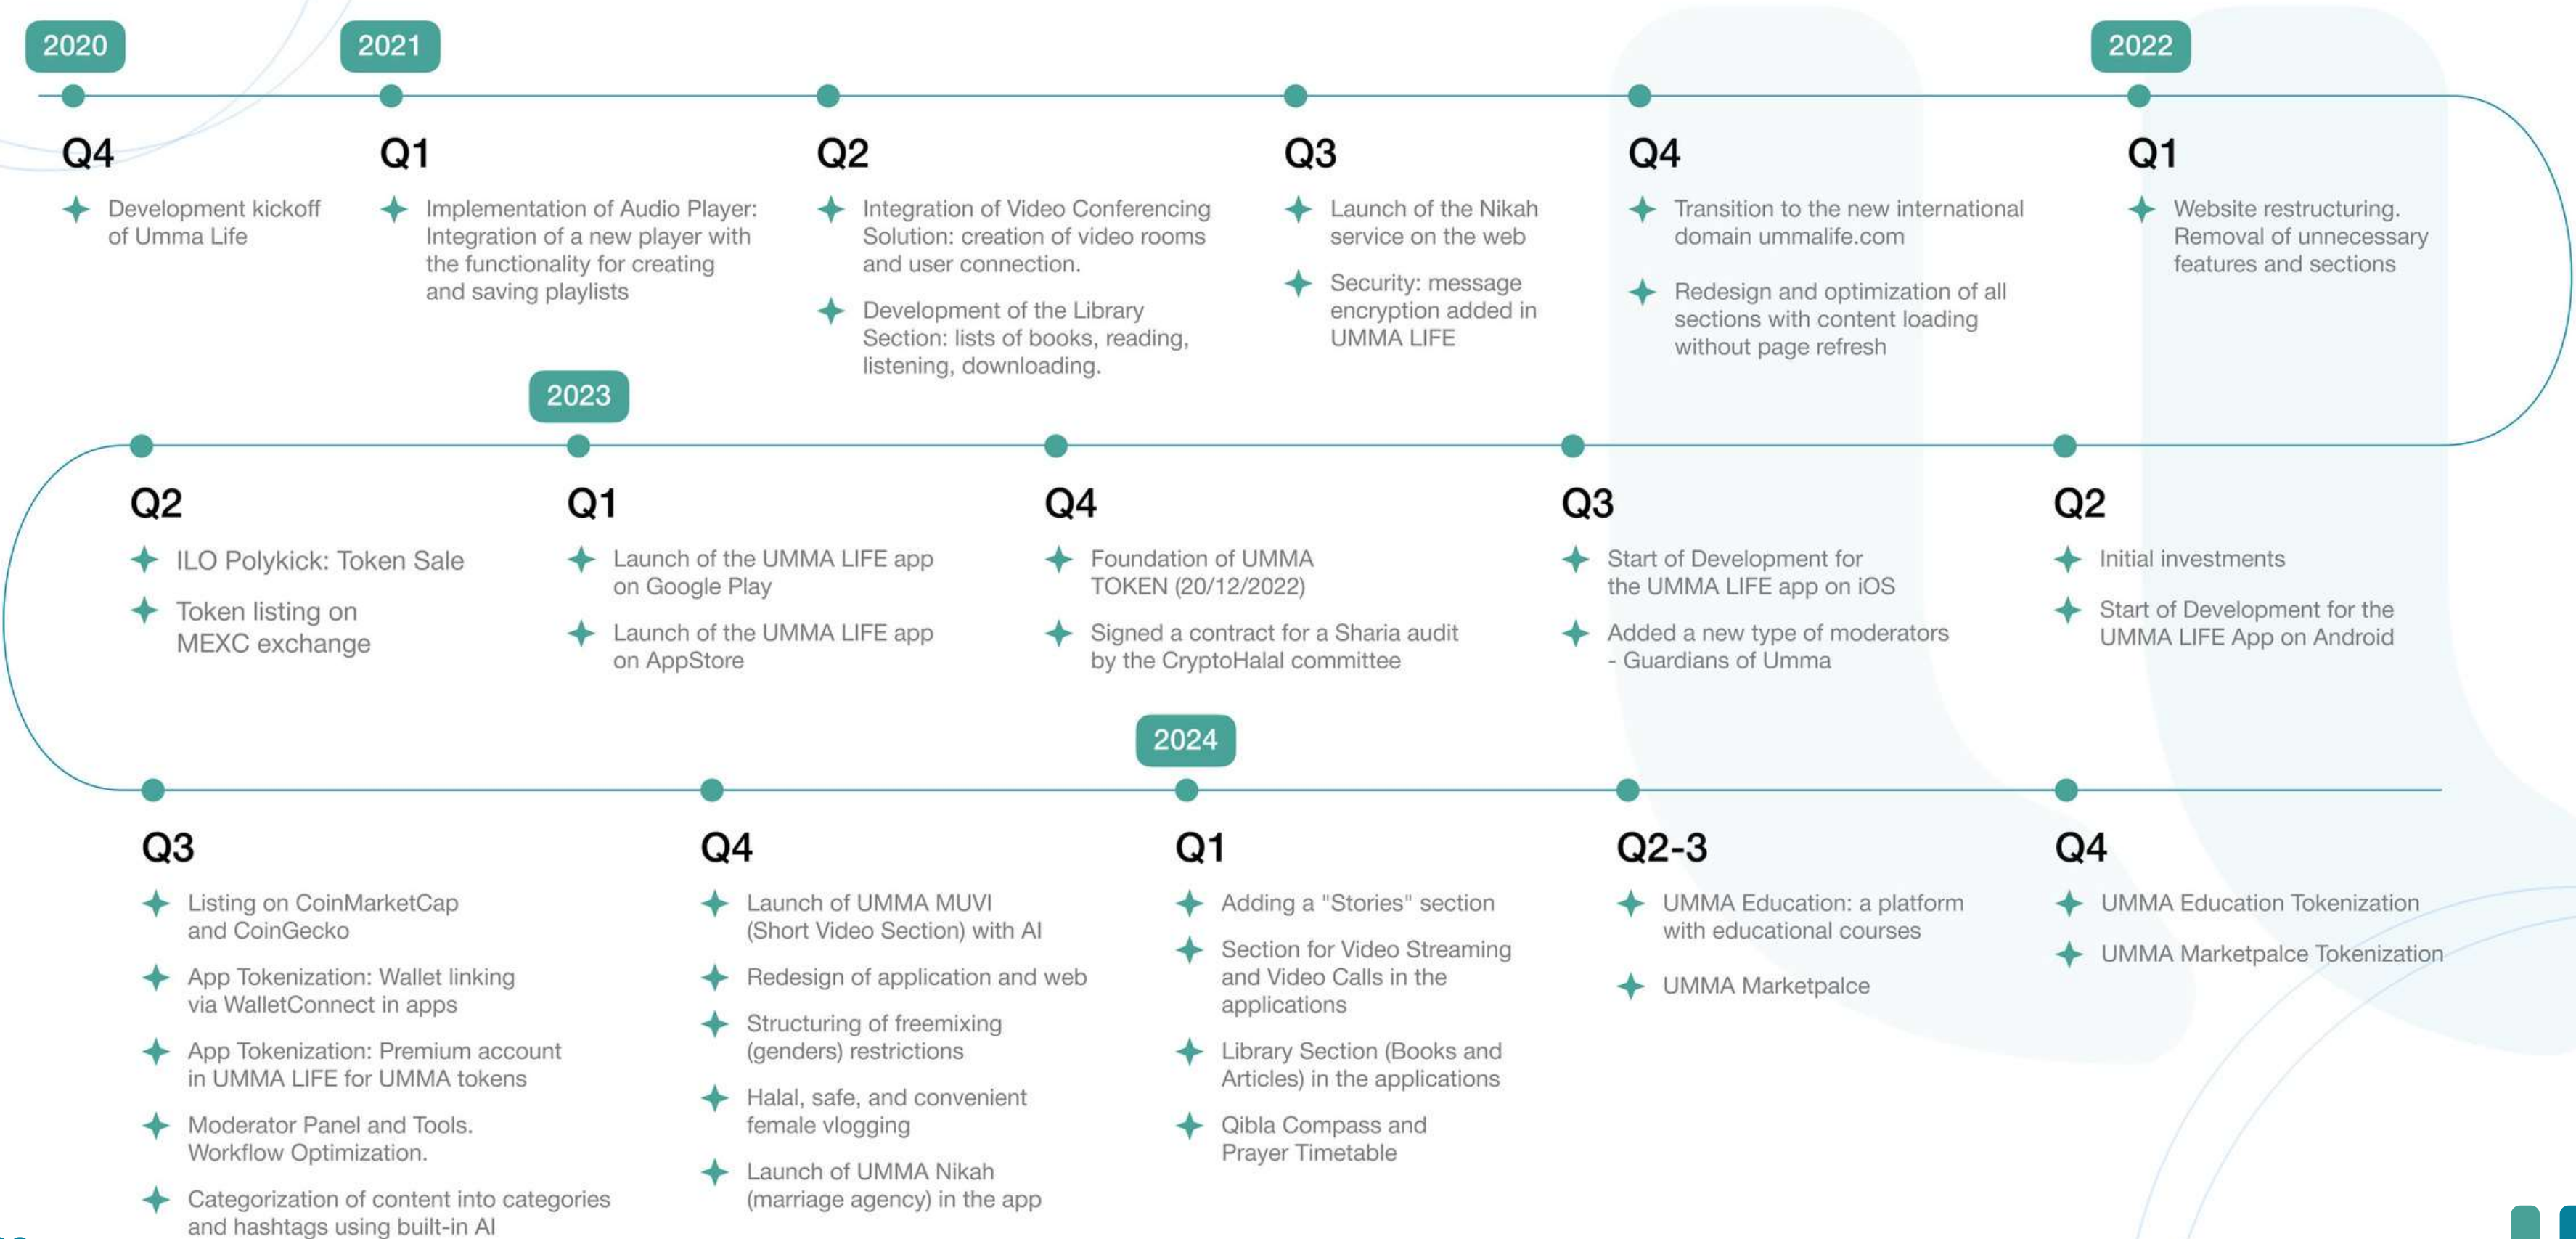 2020
Q4
Development kickoff
of Umma Life
2021
Q1
Implementation of Audio Player:
Integration of a new player with
the functionality for creating
and saving playlists
Q2
Integration of Video Conferencing
Solution: creation of video rooms
and user connection.
Development of the Library
Section: lists of books, reading,
listening, downloading.
Q3
Launch of the Nikah
service on the web
Security: message
encryption added in
UMMA LIFE
Q4
Transition to the new international
domain ummalife.com
Redesign and optimization of all
sections with content loading
without page refresh
2022
Q1
Website restructuring.
Removal of unnecessary
features and sections
Q2
Initial investments
Start of Development for the
UMMA LIFE App on Android
Q3
Start of Development for
the UMMA LIFE app on iOS
Added a new type of moderators
- Guardians of Umma
Q4
Foundation of UMMA
TOKEN (20/12/2022)
Signed a contract for a Sharia audit
by the CryptoHalal committee
2023
Q1
Launch of the UMMA LIFE app
on Google Play
Launch of the UMMA LIFE app
on AppStore
Q2
ILO Polykick: Token Sale
Token listing on
MEXC exchange
Q3
Listing on CoinMarketCap
and CoinGecko
App Tokenization: Wallet linking
via WalletConnect in apps
App Tokenization: Premium account
in UMMA LIFE for UMMA tokens
Moderator Panel and Tools.
Workflow Optimization.
Categorization of content into categories
and hashtags using built-in AI
Q4
Launch of UMMA MUVI
(Short Video Section) with AI
Redesign of application and web
Structuring of freemixing
(genders) restrictions
Halal, safe, and convenient
female vlogging
Launch of UMMA Nikah
(marriage agency) in the app
2024
Q1
Adding a "Stories" section
Section for Video Streaming
and Video Calls in the
applications
Library Section (Books and
Articles) in the applications
Qibla Compass and
Prayer Timetable
Q2-3
UMMA Education: a platform
with educational courses
UMMA Marketpalce
Q4
UMMA Education Tokenization
UMMA Marketpalce Tokenization